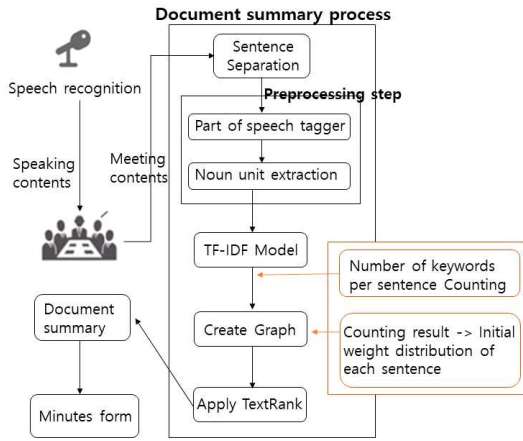 Document summary process
Speech recognition
Speaking
contents
Meeting
contents
Sentence
Separation
Preprocessing step
Part of speech tagger
Noun unit extraction
TF-IDF Model
Number of keywords
per sentence Counting
Create Graph
Counting result -> Initial
weight distribution of
each sentence
Apply TextRank
Document
summary
Minutes form